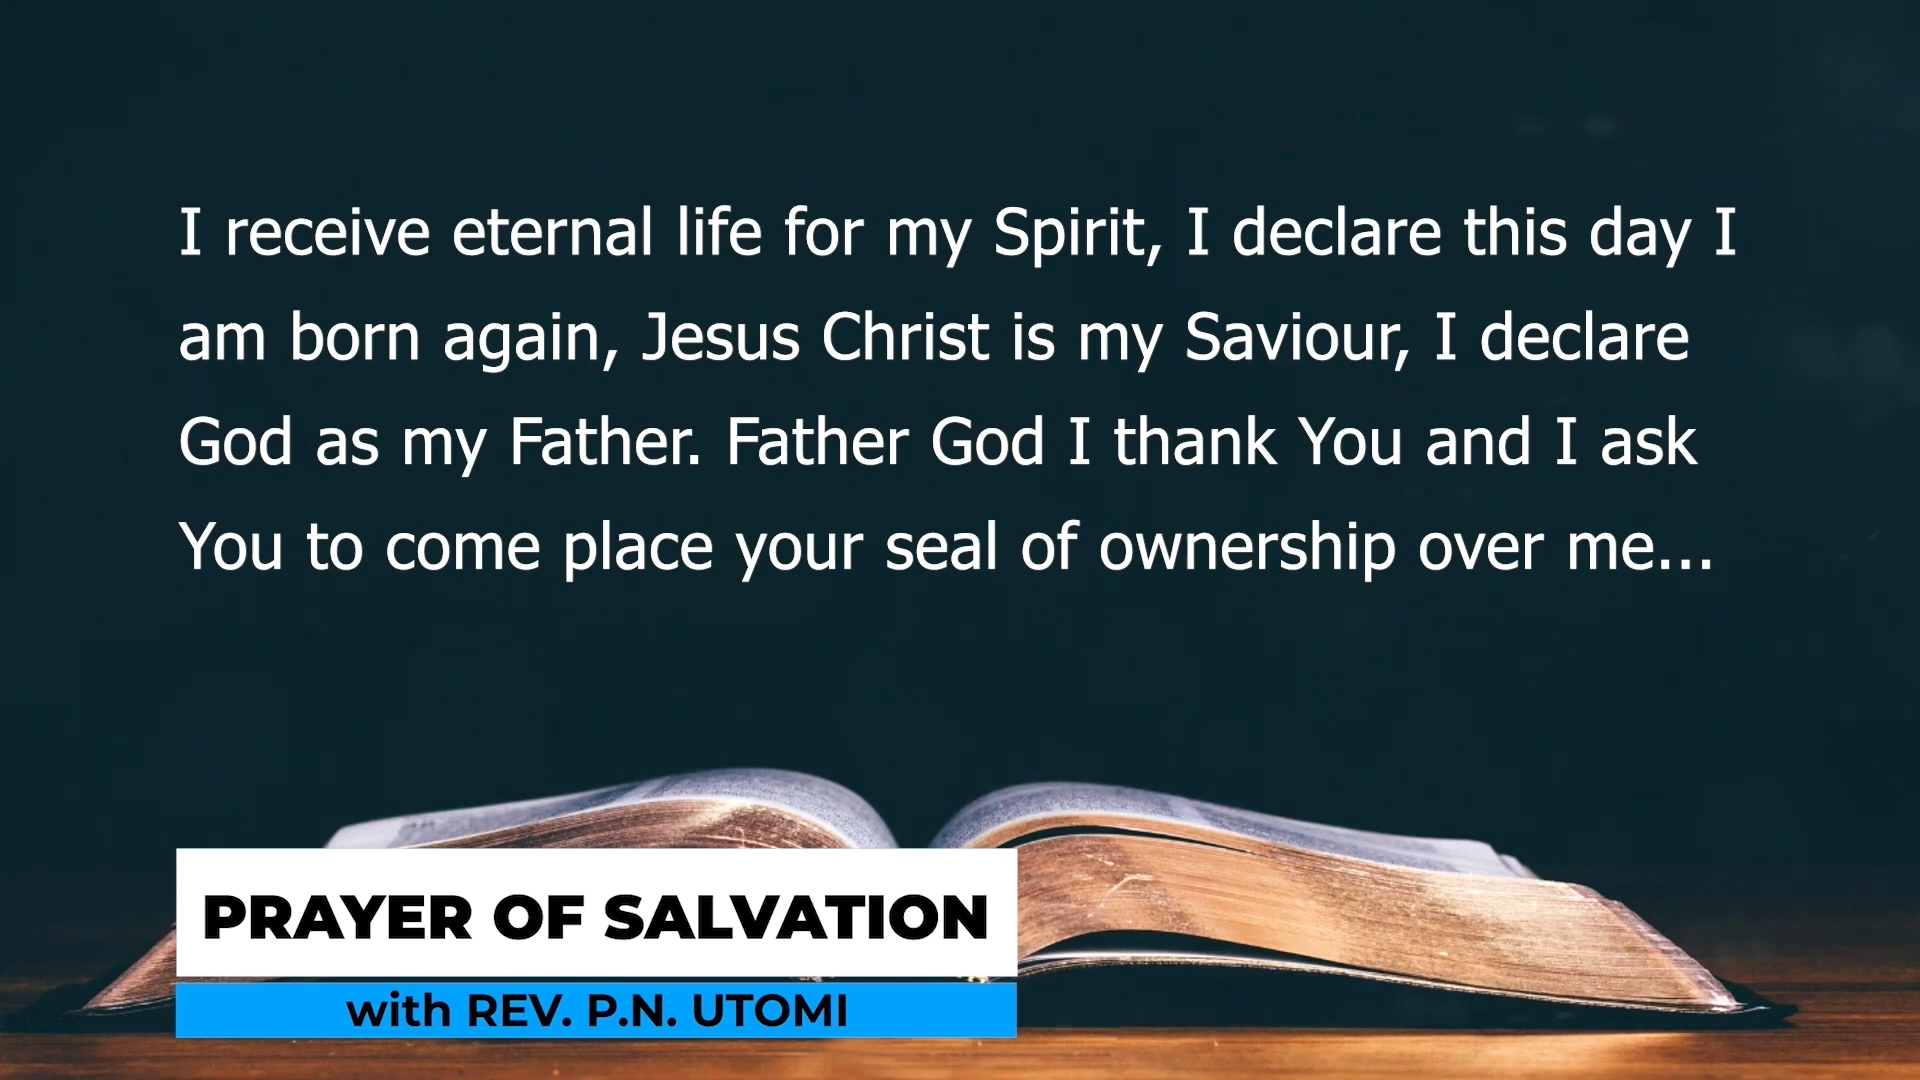 I receive eternal life for my Spirit, I declare this day I
am born again, Jesus Christ is my Saviour, I declare
God as my Father. Father God I thank You and I ask
You to come place your seal of ownership over me...
PRAYER OF SALVATION
with REV. P.N. UTOMI